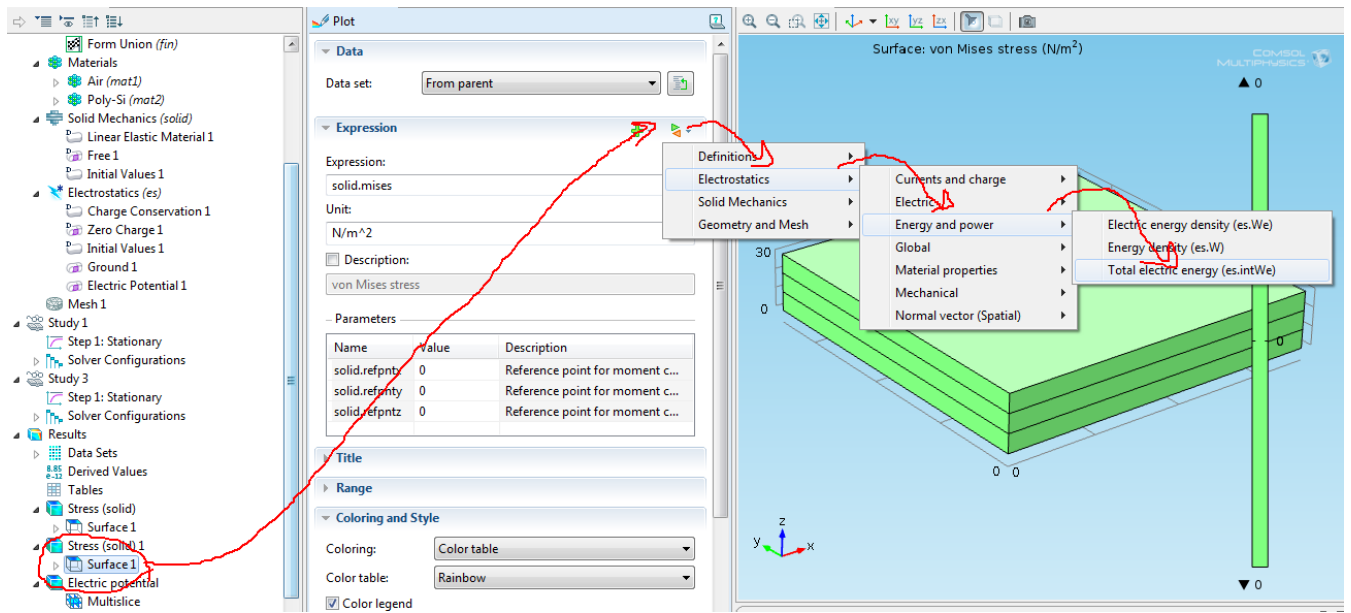 Form Union (fin)
Materials
Air (mat1)
Poly-Si (mat2)
Solid Mechanics (solid)
Linear Elastic Material 1
Free 1
Initial Values 1
Electrostatics (es)
Charge Conservation 1
Zero Charge 1
Initial Values 1
Ground 1
Electric Potential 1
Mesh 1
Study 1
Step 1: Stationary
Solver Configurations
Study 3
Step 1: Stationary
Solver Configurations
Results
Data Sets
8.85
e-12
Derived Values
Tables
Stress (solid)
Surface 1
Stress (solid) 1
Surface 1
Electric potential
Multislice
Plot
Data
Data set: From parent
Expression
Expression:
solid.mises
Unit:
N/m^2
Description:
von Mises stress
Parameters
Name Value Description
solid.refpntx 0 Reference point for moment c...
solid.refpnty 0 Reference point for moment c...
solid.refpntz 0 Reference point for moment c...
Title
Range
Coloring and Style
Coloring: Color table
Color table: Rainbow
Color legend
Definitions
Electrostatics
Solid Mechanics
Geometry and Mesh
Currents and charge
Electric
Energy and power
Global
Material properties
Mechanical
Normal vector (Spatial)
Electric energy density (es.We)
Energy density (es.W)
Total electric energy (es.intWe)
xy yz zx
Surface: von Mises stress (N/m²)
COMSOL
MULTIPHYSICS
▲ 0
30
0
0
0 0
z
y x
▼ 0